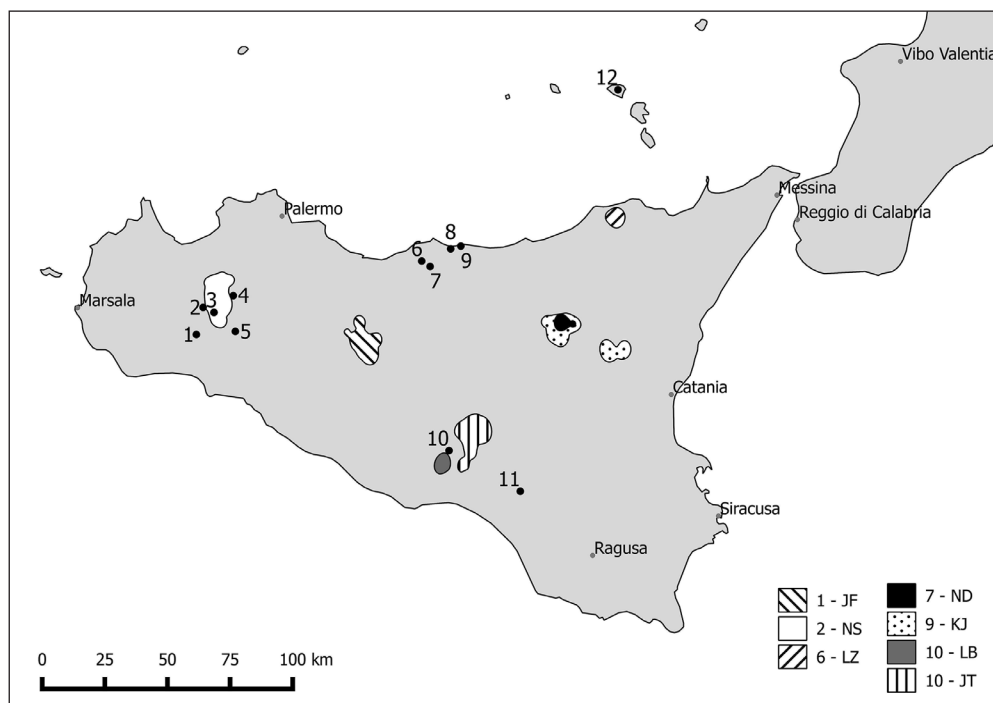 Vibo Valentia
12
Messina
Palermo
Reggio di Calabria
8
6
9
7
4
Marsala
2
3
1
5
Catania
10
11
Siracusa
Ragusa
1 - JF
7 - ND
2 - NS
9 - KJ
6 - LZ
10 - LB
10 - JT
0 25 50 75 100 km